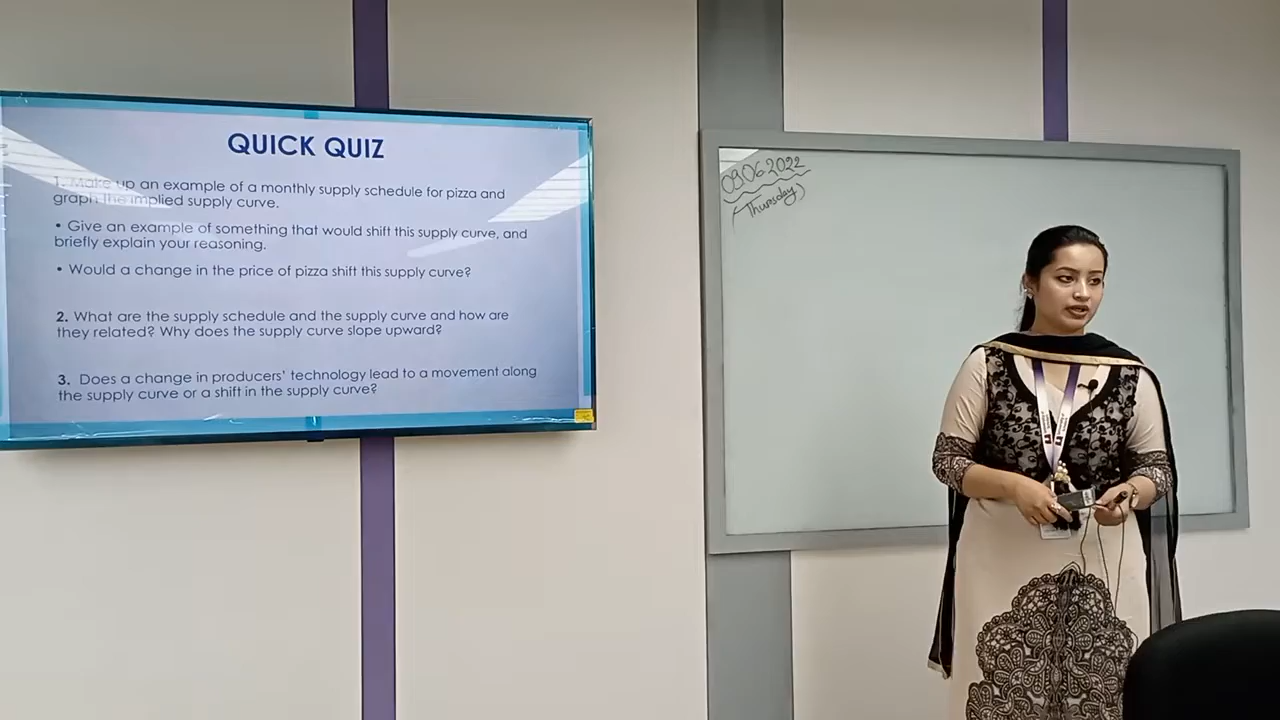 QUICK QUIZ
1. Make up an example of a monthly supply schedule for pizza and
graph the implied supply curve.
• Give an example of something that would shift this supply curve, and
briefly explain your reasoning.
• Would a change in the price of pizza shift this supply curve?
2. What are the supply schedule and the supply curve and how are
they related? Why does the supply curve slope upward?
3. Does a change in producers' technology lead to a movement along
the supply curve or a shift in the supply curve?
09.06.2022
(Thursday)